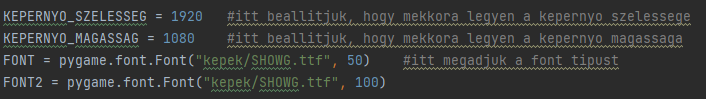 KEPERNYO_SZELESSEG = 1920   #itt beallitjuk, hogy mekkora legyen a kepernyo szelessege
KEPERNYO_MAGASSAG = 1080    #itt beallitjuk, hogy mekkora legyen a kepernyo magassaga
FONT = pygame.font.Font("kepek/SHOWG.ttf", 50)    #itt megadjuk a font tipust
FONT2 = pygame.font.Font("kepek/SHOWG.ttf", 100)